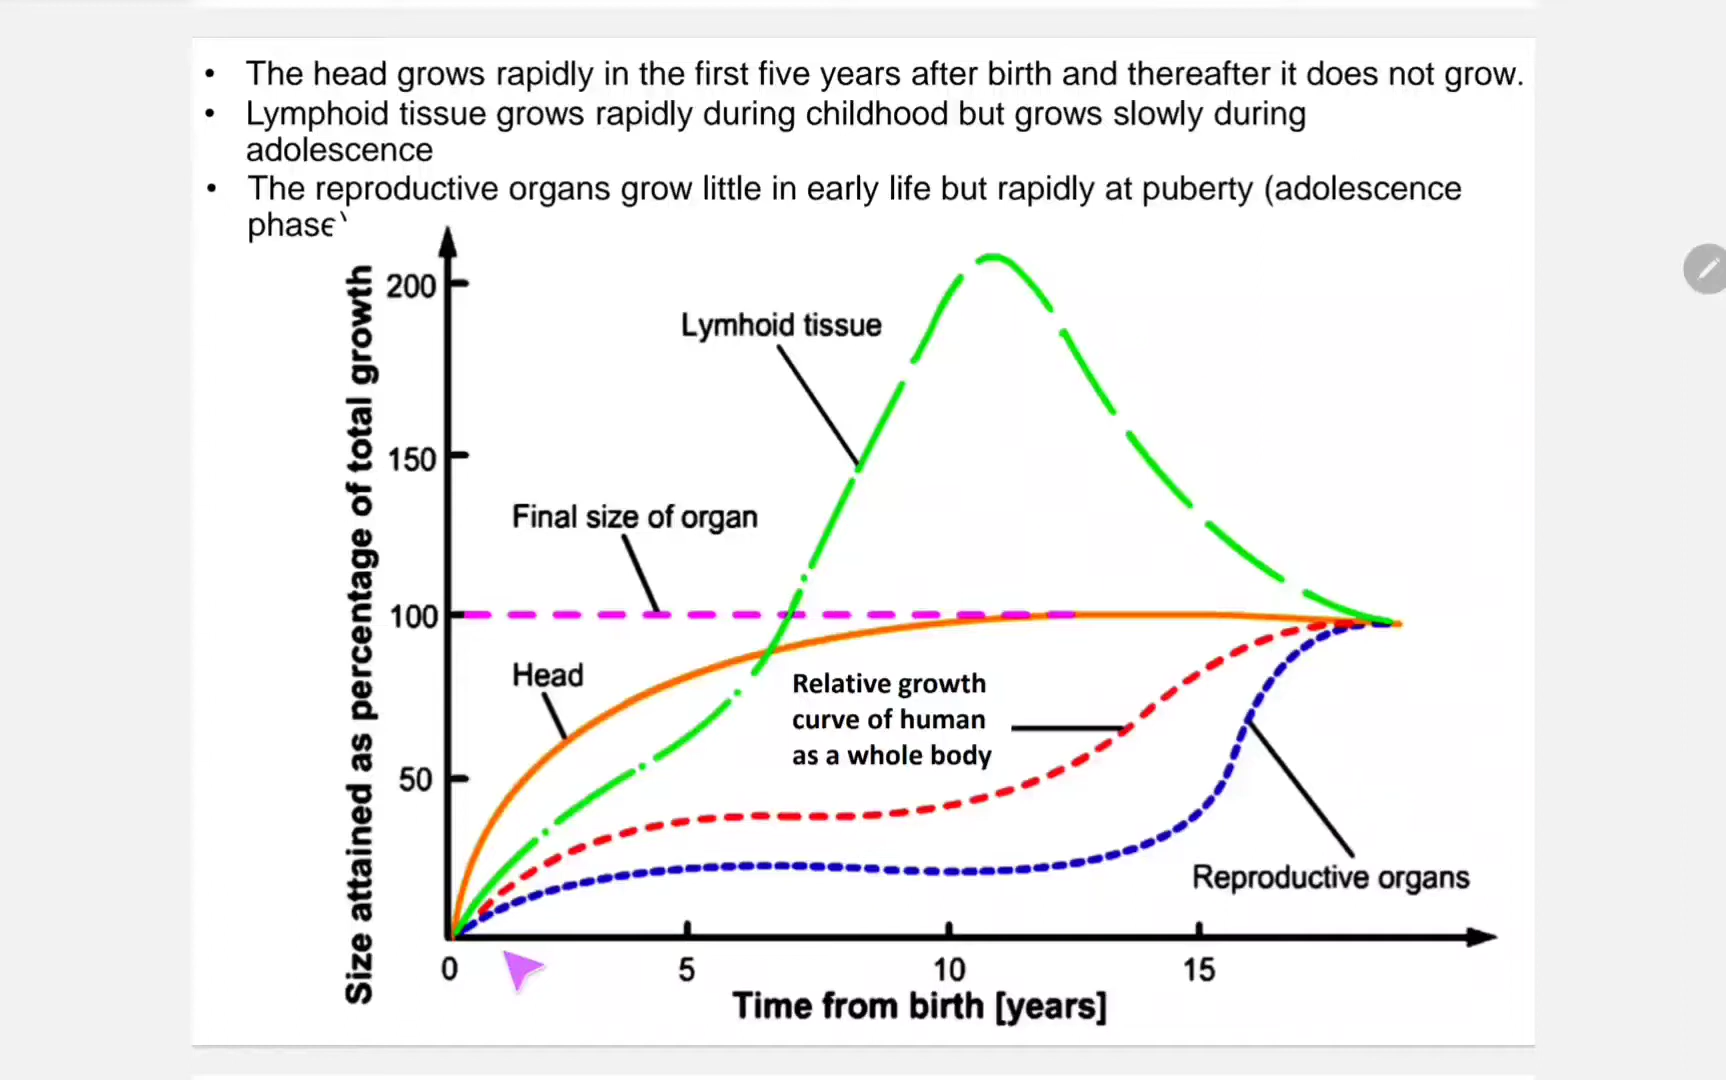 • The head grows rapidly in the first five years after birth and thereafter it does not grow.
• Lymphoid tissue grows rapidly during childhood but grows slowly during
adolescence
• The reproductive organs grow little in early life but rapidly at puberty (adolescence
phase)
Size attained as percentage of total growth
200
150
100
50
Lymhoid tissue
Final size of organ
Head
Relative growth
curve of human
as a whole body
Reproductive organs
0 5 10 15
Time from birth [years]